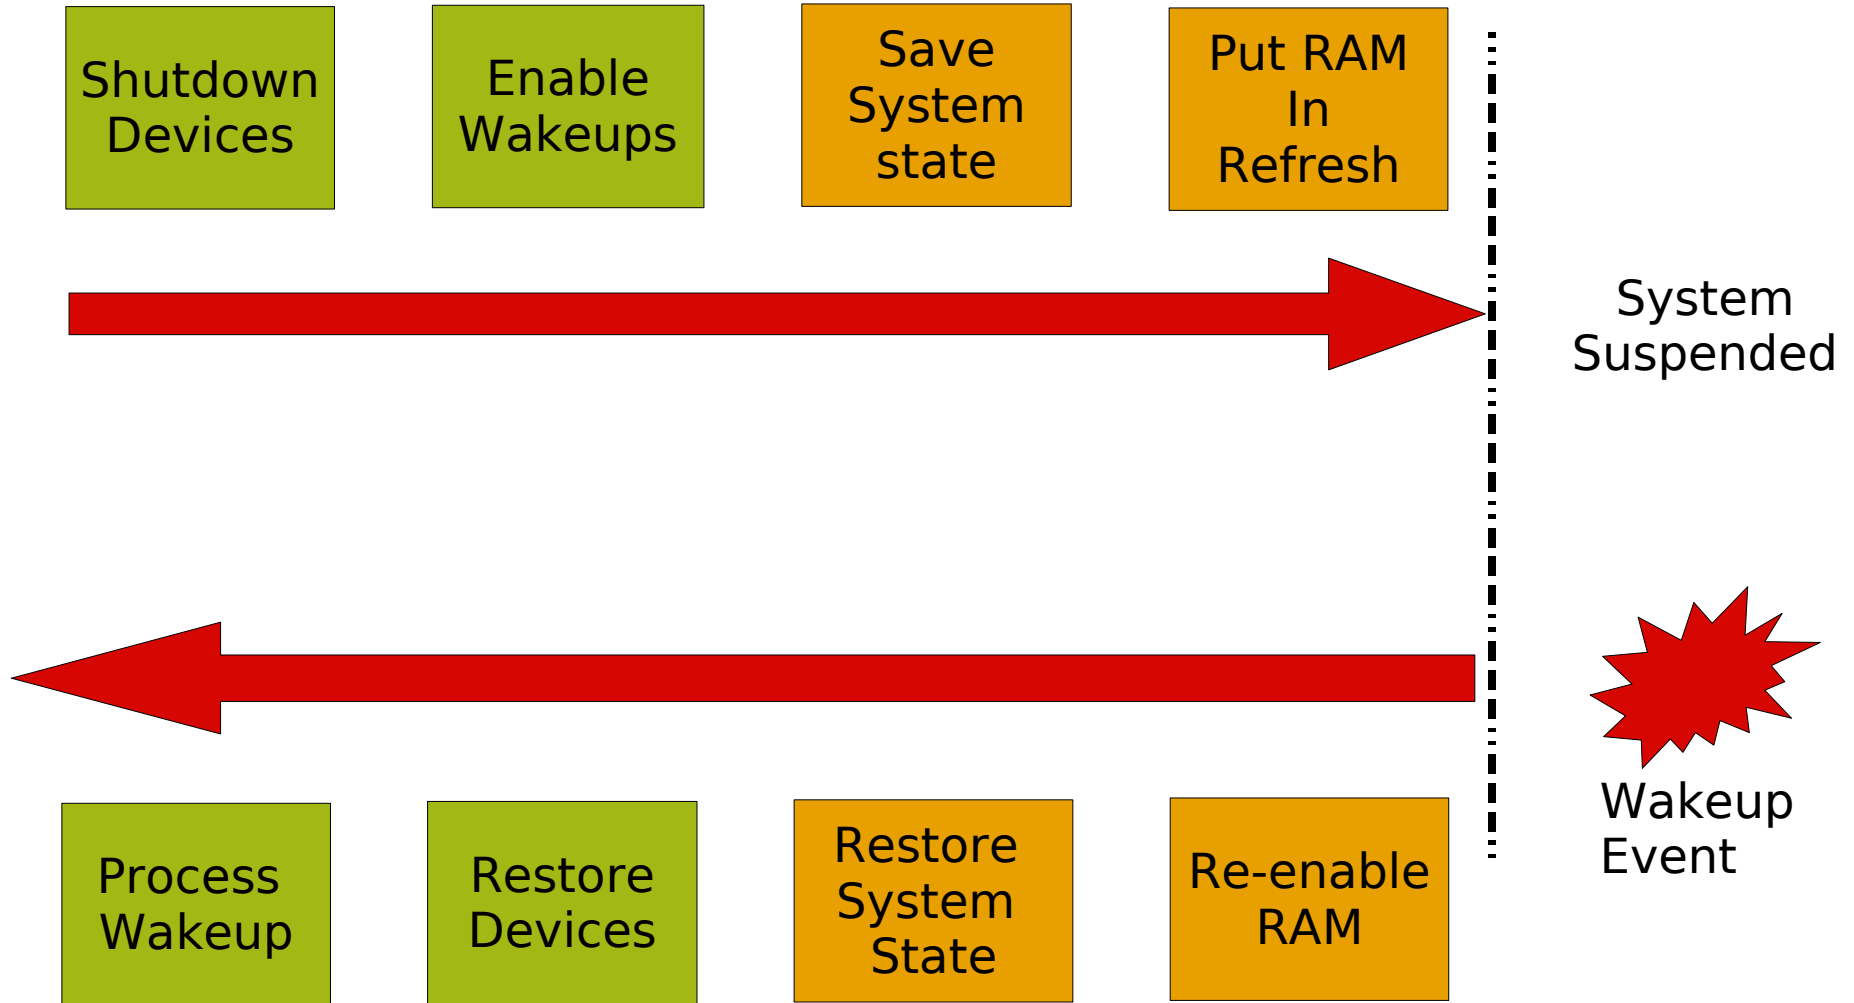 Shutdown
Devices
Enable
Wakeups
Save
System
state
Put RAM
In
Refresh
System
Suspended
Wakeup
Event
Process
Wakeup
Restore
Devices
Restore
System
State
Re-enable
RAM